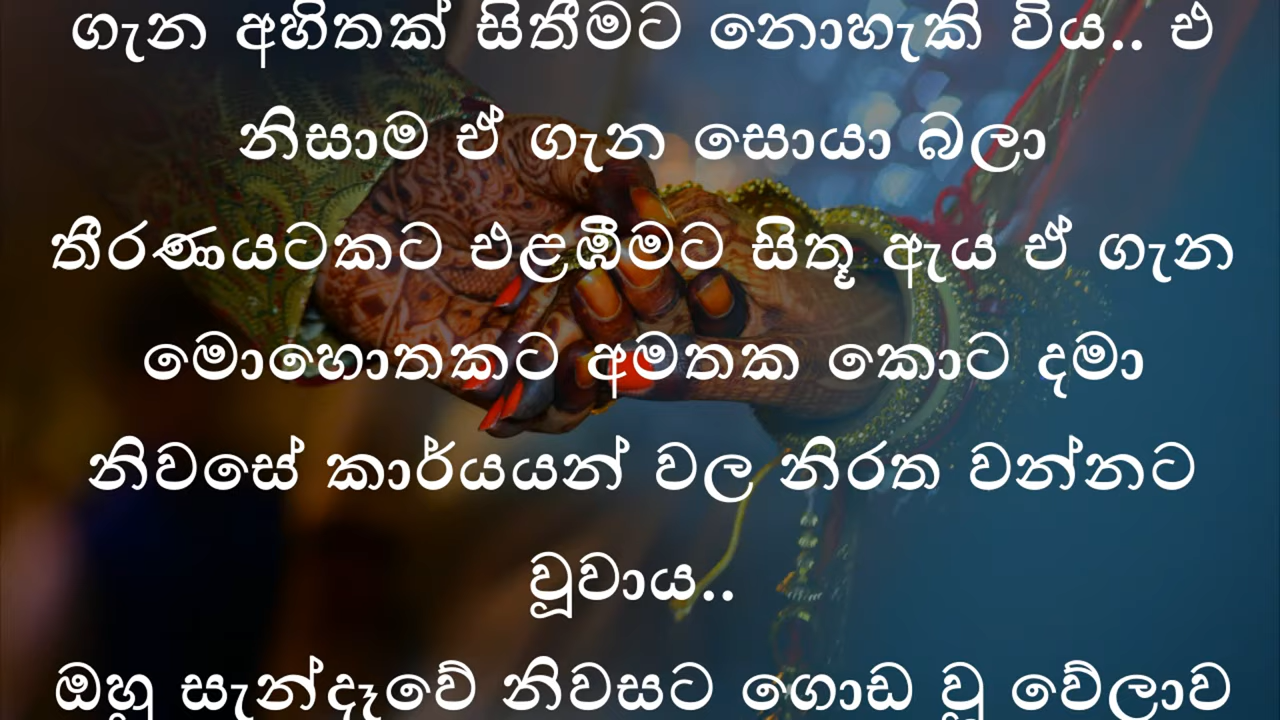 ගැන අහිතක් සිතීමට නොහැකි විය.. එ
නිසාම ඒ ගැන සොයා බලා
තීරණයටකට එළඹීමට සිතූ ඇය ඒ ගැන
මොහොතකට අමතක කොට දමා
නිවසේ කාර්යයන් වල නිරත වන්නට
වූවාය..
ඔහු සැන්දෑවේ නිවසට ගොඩ වූ වේලාව